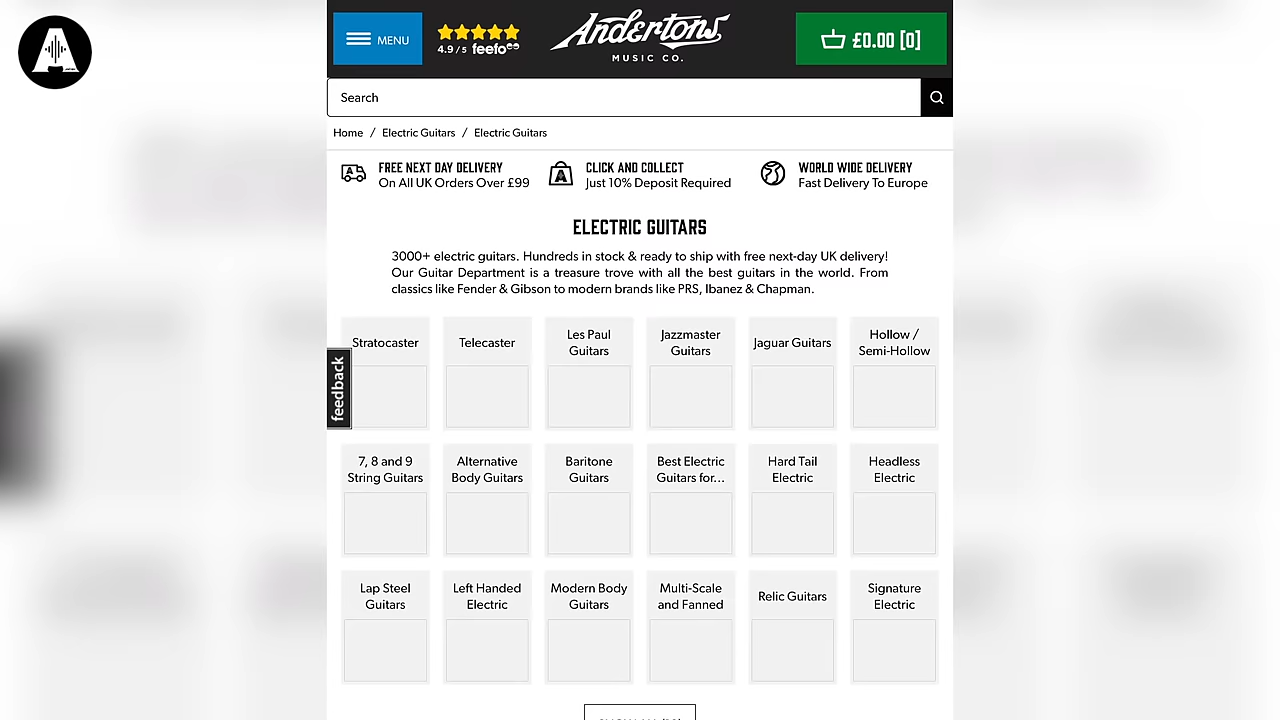 MENU
4.9 / 5 feefo
Andertons
MUSIC CO.
£0.00 [0]
Search
Home / Electric Guitars / Electric Guitars
FREE NEXT DAY DELIVERY
On All UK Orders Over £99
CLICK AND COLLECT
Just 10% Deposit Required
WORLD WIDE DELIVERY
Fast Delivery To Europe
ELECTRIC GUITARS
3000+ electric guitars. Hundreds in stock & ready to ship with free next-day UK delivery!
Our Guitar Department is a treasure trove with all the best guitars in the world. From
classics like Fender & Gibson to modern brands like PRS, Ibanez & Chapman.
Stratocaster
Telecaster
Les Paul
Guitars
Jazzmaster
Guitars
Jaguar Guitars
Hollow /
Semi-Hollow
feedback
7, 8 and 9
String Guitars
Alternative
Body Guitars
Baritone
Guitars
Best Electric
Guitars for...
Hard Tail
Electric
Headless
Electric
Lap Steel
Guitars
Left Handed
Electric
Modern Body
Guitars
Multi-Scale
and Fanned
Relic Guitars
Signature
Electric